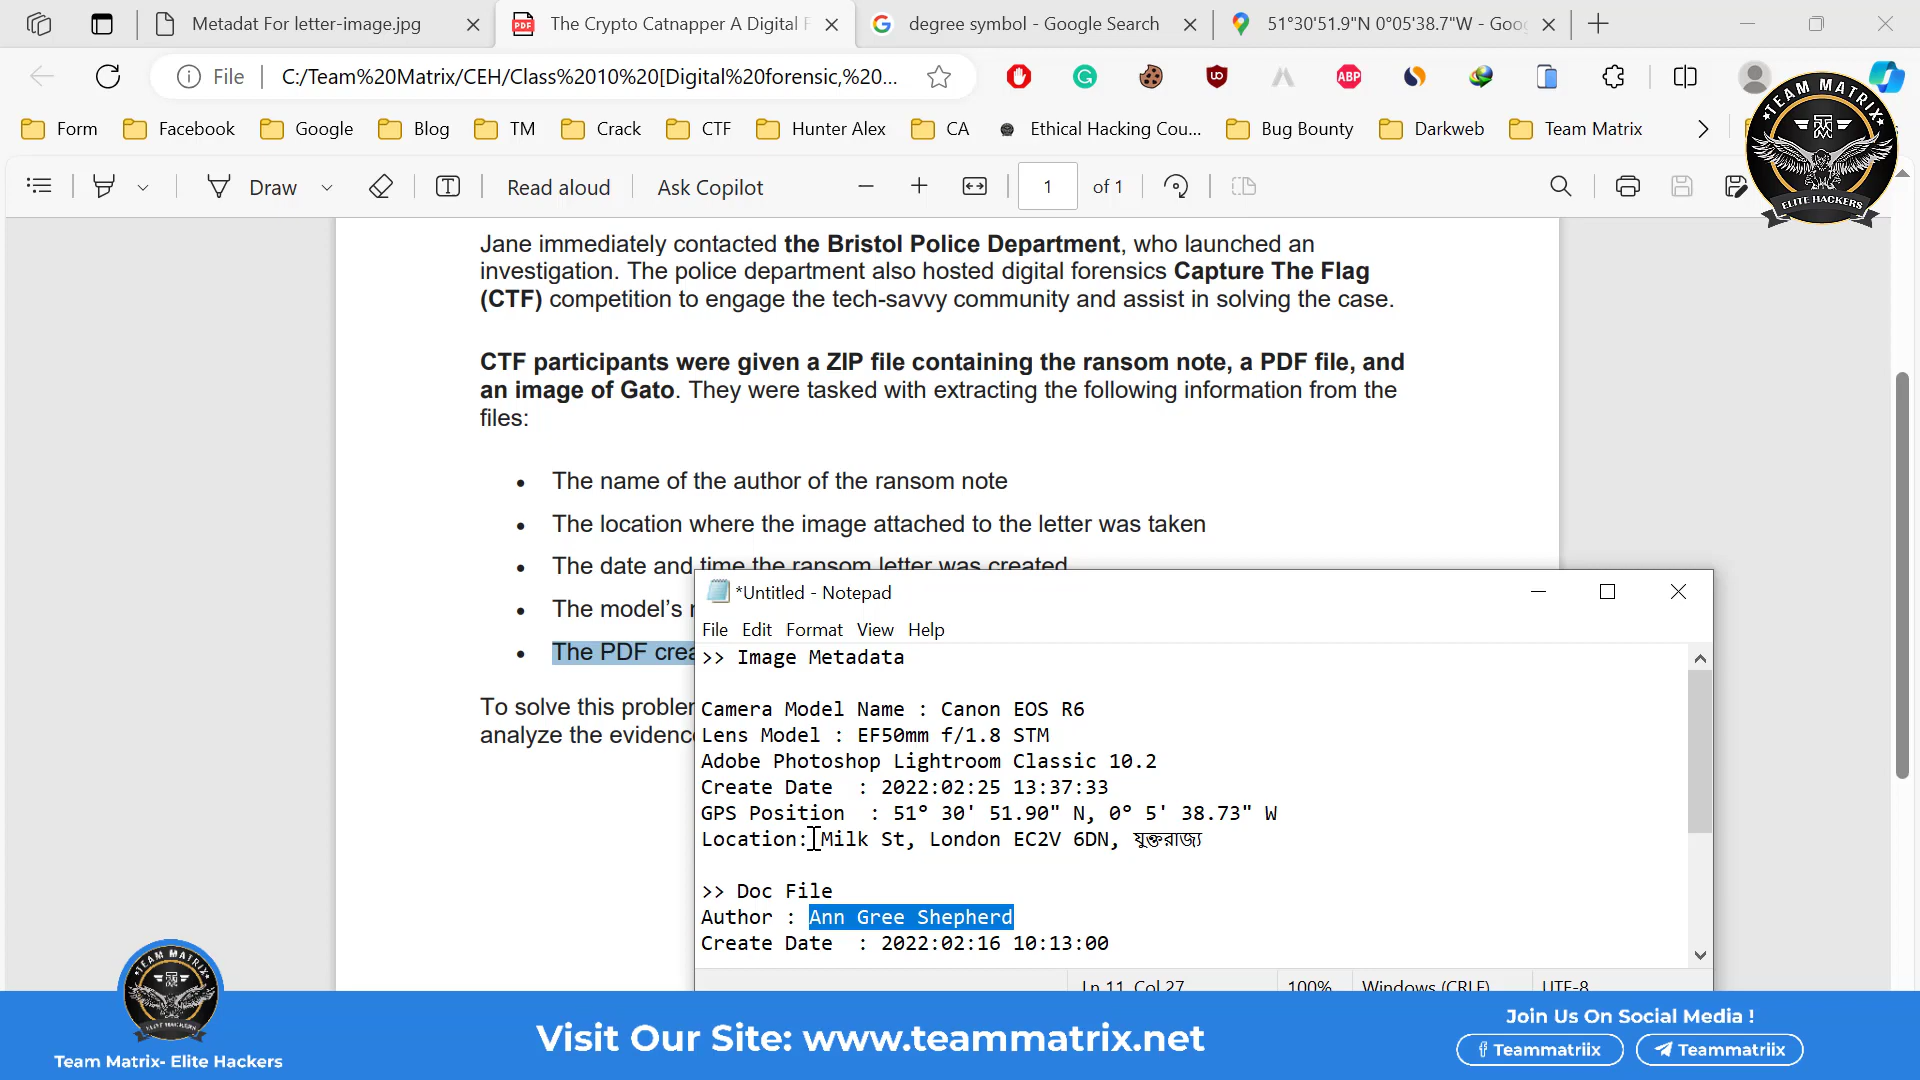 Metadat For letter-image.jpg
The Crypto Catnapper A Digital F
degree symbol - Google Search
51°30'51.9"N 0°05'38.7"W - Goo
File
C:/Team%20Matrix/CEH/Class%2010%20[Digital%20forensic,%20...
ABP
Form
Facebook
Google
Blog
TM
Crack
CTF
Hunter Alex
CA
Ethical Hacking Cou...
Bug Bounty
Darkweb
Team Matrix
TEAM MATRIX
ELITE HACKERS
Draw
Read aloud
Ask Copilot
1
of 1
Jane immediately contacted the Bristol Police Department, who launched an
investigation. The police department also hosted digital forensics Capture The Flag
(CTF) competition to engage the tech-savvy community and assist in solving the case.
CTF participants were given a ZIP file containing the ransom note, a PDF file, and
an image of Gato. They were tasked with extracting the following information from the
files:
• The name of the author of the ransom note
• The location where the image attached to the letter was taken
• The date and time the ransom letter was created
• The model's
• The PDF crea
To solve this probler
analyze the evidenc
*Untitled - Notepad
File Edit Format View Help
>> Image Metadata
Camera Model Name : Canon EOS R6
Lens Model : EF50mm f/1.8 STM
Adobe Photoshop Lightroom Classic 10.2
Create Date  : 2022:02:25 13:37:33
GPS Position  : 51° 30' 51.90" N, 0° 5' 38.73" W
Location: Milk St, London EC2V 6DN, যুক্তরাজ্য
>> Doc File
Author : Ann Gree Shepherd
Create Date  : 2022:02:16 10:13:00
Ln 11, Col 27
100%
Windows (CRLF)
UTF-8
TEAM MATRIX
ELITE HACKERS
Team Matrix- Elite Hackers
Visit Our Site: www.teammatrix.net
Join Us On Social Media !
Teammatriix
Teammatriix